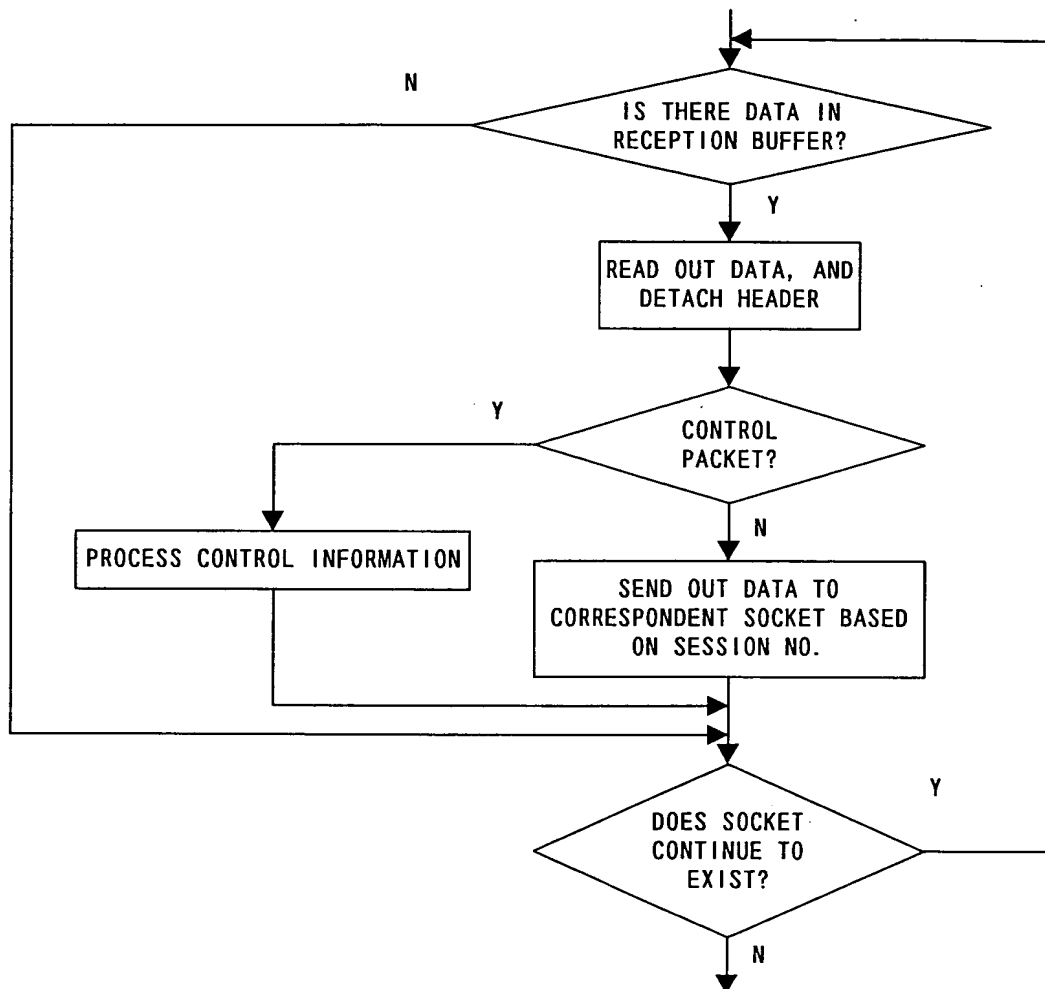 N
IS THERE DATA IN
RECEPTION BUFFER?
Y
READ OUT DATA, AND
DETACH HEADER
Y
CONTROL
PACKET?
N
PROCESS CONTROL INFORMATION
SEND OUT DATA TO
CORRESPONDENT SOCKET BASED
ON SESSION NO.
Y
DOES SOCKET
CONTINUE TO
EXIST?
N